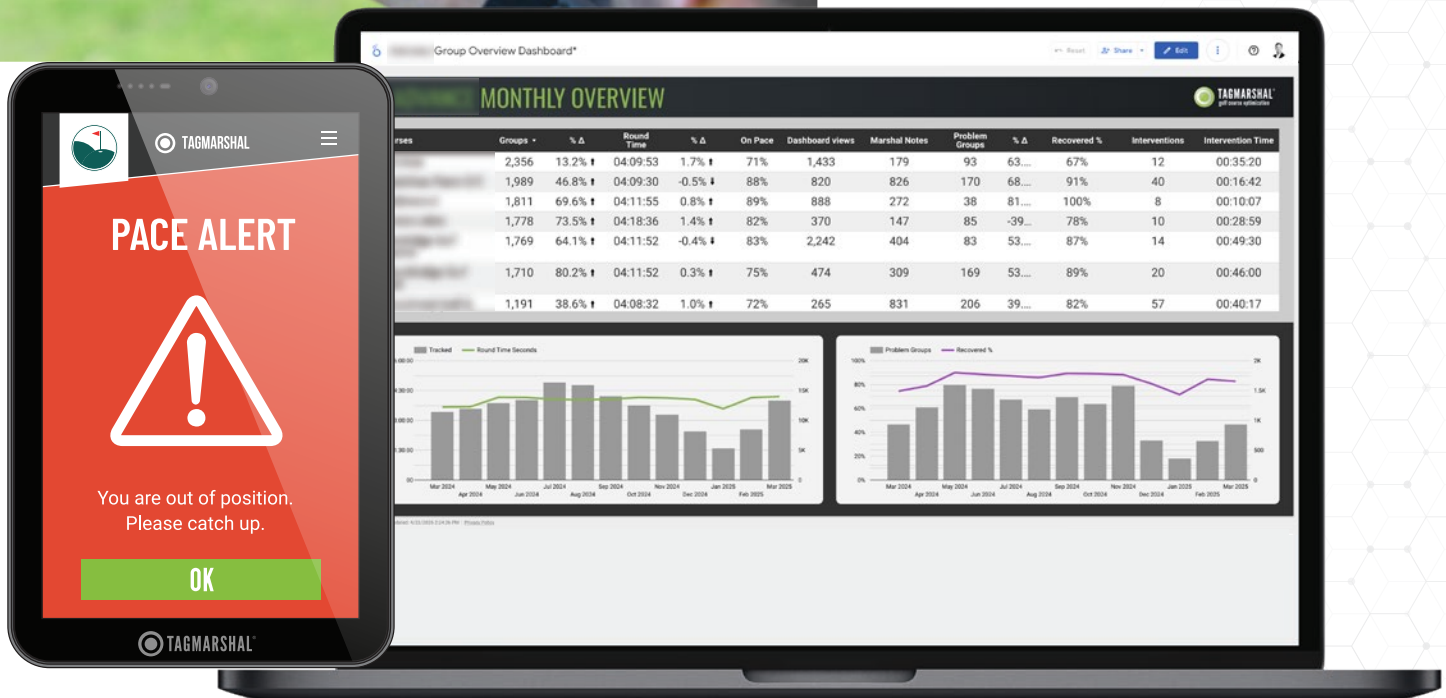 Group Overview Dashboard*
Reset Share Edit
MONTHLY OVERVIEW
TAGMARSHAL
golf course optimization
Groups % Δ Round Time % Δ On Pace Dashboard views Marshal Notes Problem Groups % Δ Recovered % Interventions Intervention Time
2,356 13.2% 04:09:53 1.7% 71% 1,433 179 93 63.... 67% 12 00:35:20
1,989 46.8% 04:09:30 -0.5% 88% 820 826 170 68.... 91% 40 00:16:42
1,811 69.6% 04:11:55 0.8% 89% 888 272 38 81.... 100% 8 00:10:07
1,778 73.5% 04:18:36 1.4% 82% 370 147 85 -39... 78% 10 00:28:59
1,769 64.1% 04:11:52 -0.4% 83% 2,242 404 83 53.... 87% 14 00:49:30
1,710 80.2% 04:11:52 0.3% 75% 474 309 169 53.... 89% 20 00:46:00
1,191 38.6% 04:08:32 1.0% 72% 265 831 206 39.... 82% 57 00:40:17
Tracked Round Time Seconds
20K
15K
10K
5K
0
Mar 2024 May 2024 Jul 2024 Sep 2024 Nov 2024 Jan 2025 Mar 2025
Apr 2024 Jun 2024 Aug 2024 Oct 2024 Dec 2024 Feb 2025
Problem Groups Recovered %
100% 2K
80%
1.5K
60%
1K
40%
20% 500
0% 0
Mar 2024 May 2024 Jul 2024 Sep 2024 Nov 2024 Jan 2025 Mar 2025
Apr 2024 Jun 2024 Aug 2024 Oct 2024 Dec 2024 Feb 2025
Privacy Policy
TAGMARSHAL
PACE ALERT
You are out of position.
Please catch up.
OK
TAGMARSHAL